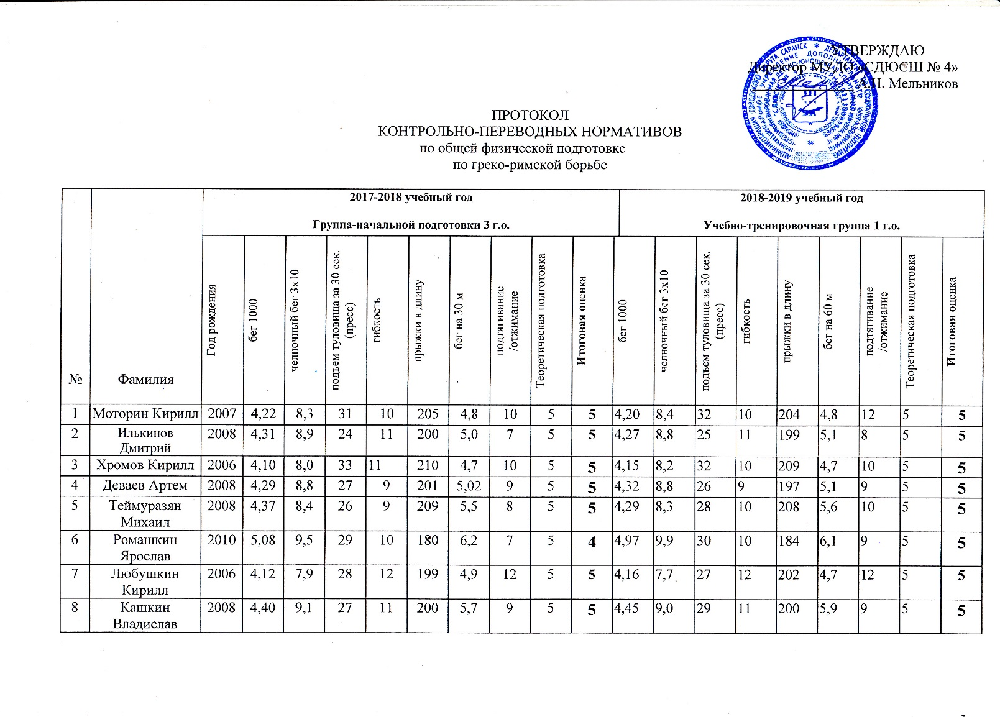 УТВЕРЖДАЮ
Директор МУДО «СДЮСШ № 4»
А.Н. Мельников
ПРОТОКОЛ
КОНТРОЛЬНО-ПЕРЕВОДНЫХ НОРМАТИВОВ
по общей физической подготовке
по греко-римской борьбе
2017-2018 учебный год 2018-2019 учебный год
Группа-начальной подготовки 3 г.о. Учебно-тренировочная группа 1 г.о.
№
Фамилия
Год рождения
бег 1000
челночный бег 3х10
подъем туловища за 30 сек.
(пресс)
гибкость
прыжки в длину
бег на 30 м
подтягивание
/отжимание
Теоретическая подготовка
Итоговая оценка
бег 1000
челночный бег 3х10
подъем туловища за 30 сек.
(пресс)
гибкость
прыжки в длину
бег на 60 м
подтягивание
/отжимание
Теоретическая подготовка
Итоговая оценка
1 Моторин Кирилл 2007 4,22 8,3 31 10 205 4,8 10 5 5 4,20 8,4 32 10 204 4,8 12 5 5
2 Илькинов 2008 4,31 8,9 24 11 200 5,0 7 5 5 4,27 8,8 25 11 199 5,1 8 5 5
Дмитрий
3 Хромов Кирилл 2006 4,10 8,0 33 11 210 4,7 10 5 5 4,15 8,2 32 10 209 4,7 10 5 5
4 Деваев Артем 2008 4,29 8,8 27 9 201 5,02 9 5 5 4,32 8,8 26 9 197 5,1 9 5 5
5 Теймуразян 2008 4,37 8,4 26 9 209 5,5 8 5 5 4,29 8,3 28 10 208 5,6 10 5 5
Михаил
6 Ромашкин 2010 5,08 9,5 29 10 180 6,2 7 5 4 4,97 9,9 30 10 184 6,1 9 5 5
Ярослав
7 Любушкин 2006 4,12 7,9 28 12 199 4,9 12 5 5 4,16 7,7 27 12 202 4,7 12 5 5
Кирилл
8 Кашкин 2008 4,40 9,1 27 11 200 5,7 9 5 5 4,45 9,0 29 11 200 5,9 9 5 5
Владислав